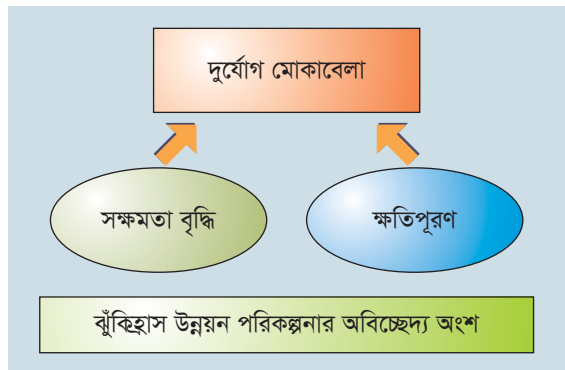 দুর্যোগ মোকাবেলা
সক্ষমতা বৃদ্ধি
ক্ষতিপূরণ
ঝুঁকিহ্রাস উন্নয়ন পরিকল্পনার অবিচ্ছেদ্য অংশ